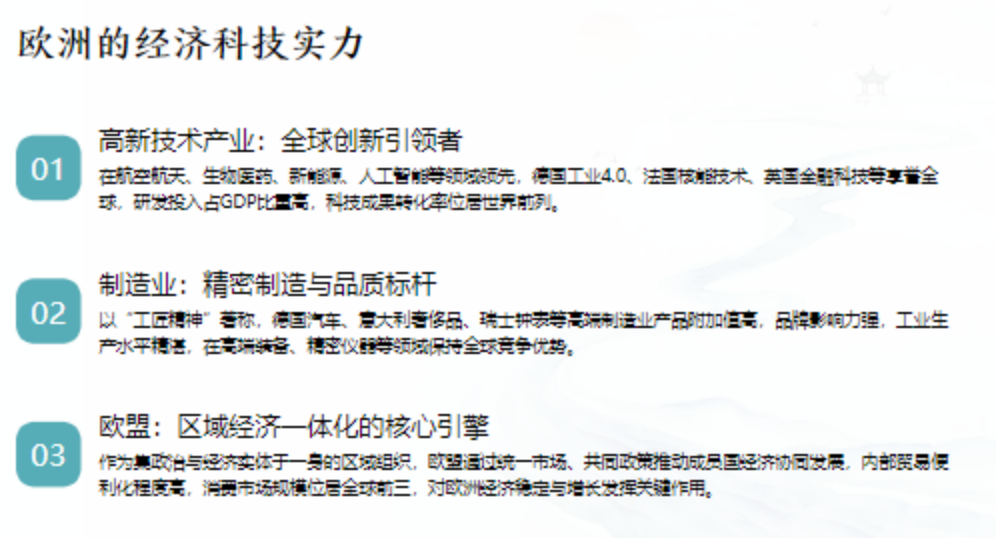 欧洲的经济科技实力
01
高新技术产业：全球创新引领者
在航空航天、生物医药、新能源、人工智能等领域领先，德国工业4.0、法国核能技术、英国金融科技等享誉全
球，研发投入占GDP比重高，科技成果转化率位居世界前列。
02
制造业：精密制造与品质标杆
以“工匠精神”著称，德国汽车、意大利奢侈品、瑞士钟表等高端制造业产品附加值高，品牌影响力强，工业生
产水平精湛，在高端装备、精密仪器等领域保持全球竞争优势。
03
欧盟：区域经济一体化的核心引擎
作为集政治与经济实体于一身的区域组织，欧盟通过统一市场、共同政策推动成员国经济协同发展，内部贸易便
利化程度高，消费市场规模位居全球前三，对欧洲经济稳定与增长发挥关键作用。